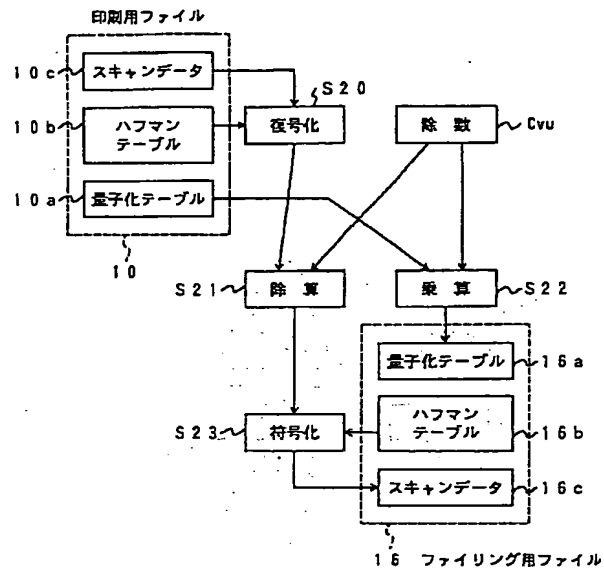 印刷用ファイル
10c
スキャンデータ
S20
10b
ハフマン
テーブル
復号化
除数
Cvu
10a
量子化テーブル
10
S21
除算
乗算
S22
量子化テーブル
16a
S23
符号化
ハフマン
テーブル
16b
スキャンデータ
16c
16 ファイリング用ファイル